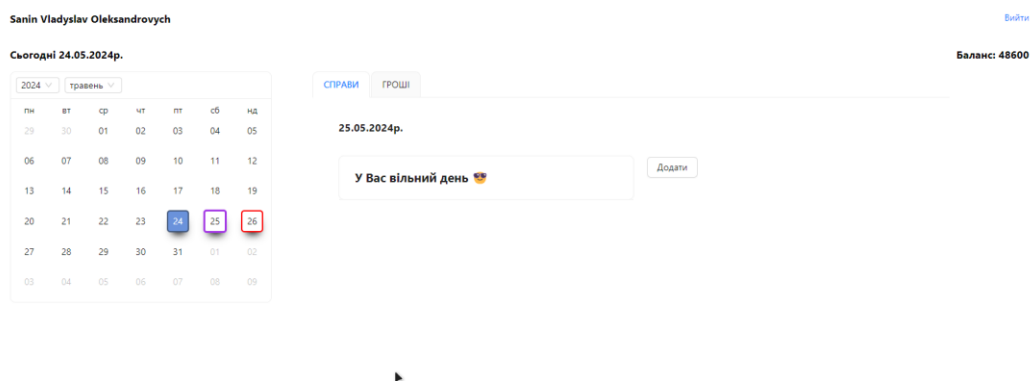 Sanin Vladyslav Oleksandrovych
Вийти
Сьогодні 24.05.2024р.
Баланс: 48600
2024 травень
СПРАВИ ГРОШІ
пн вт ср чт пт сб нд
29 30 01 02 03 04 05
06 07 08 09 10 11 12
13 14 15 16 17 18 19
20 21 22 23 24 25 26
27 28 29 30 31 01 02
03 04 05 06 07 08 09
25.05.2024р.
У Вас вільний день 😎
Додати